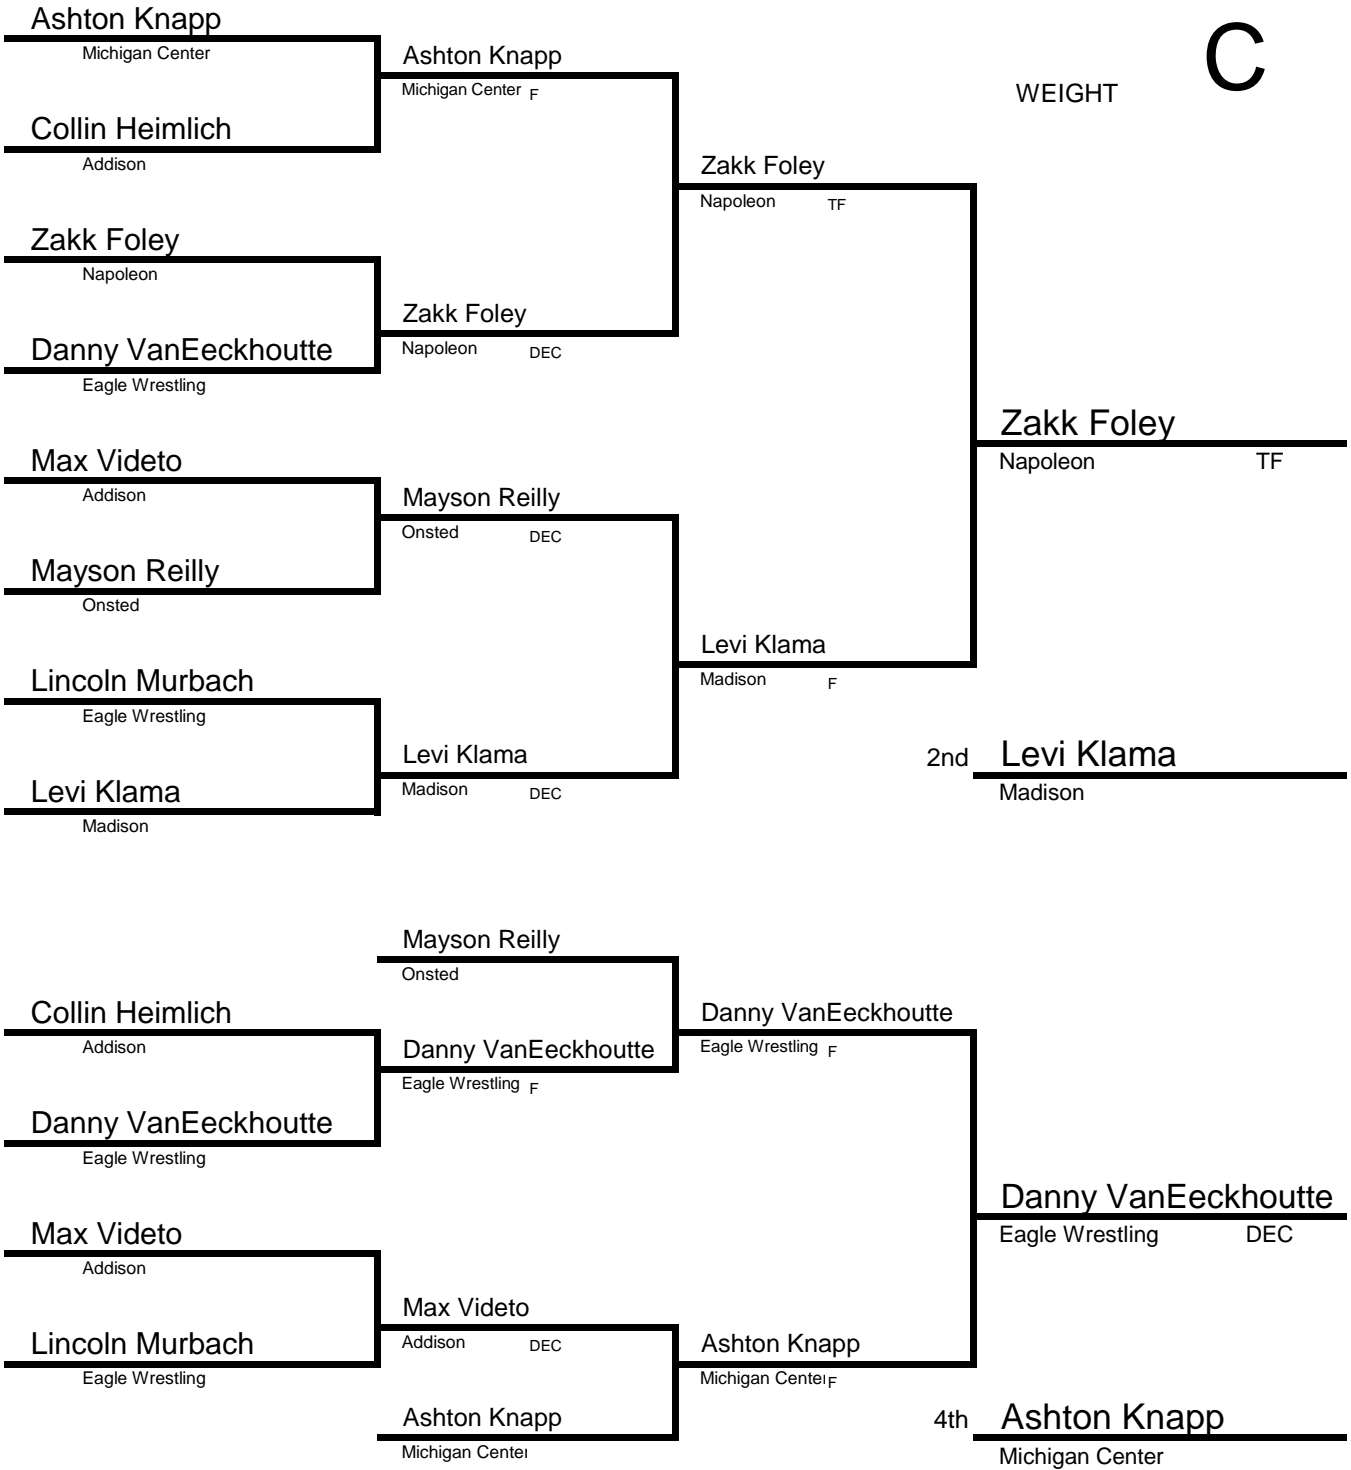 Ashton Knapp
Michigan Center
Ashton Knapp
Michigan Center F
WEIGHT
C
Collin Heimlich
Addison
Zakk Foley
Napoleon TF
Zakk Foley
Napoleon
Zakk Foley
Napoleon DEC
Danny VanEeckhoutte
Eagle Wrestling
Zakk Foley
Napoleon TF
Max Videto
Addison
Mayson Reilly
Onsted DEC
Mayson Reilly
Onsted
Levi Klama
Madison F
Lincoln Murbach
Eagle Wrestling
Levi Klama
Madison DEC
2nd Levi Klama
Madison
Levi Klama
Madison
Mayson Reilly
Onsted
Collin Heimlich
Addison
Danny VanEeckhoutte
Eagle Wrestling F
Danny VanEeckhoutte
Eagle Wrestling F
Danny VanEeckhoutte
Eagle Wrestling
Danny VanEeckhoutte
Eagle Wrestling DEC
Max Videto
Addison
Max Videto
Addison DEC
Lincoln Murbach
Eagle Wrestling
Ashton Knapp
Michigan Center F
Ashton Knapp
Michigan Center
4th Ashton Knapp
Michigan Center